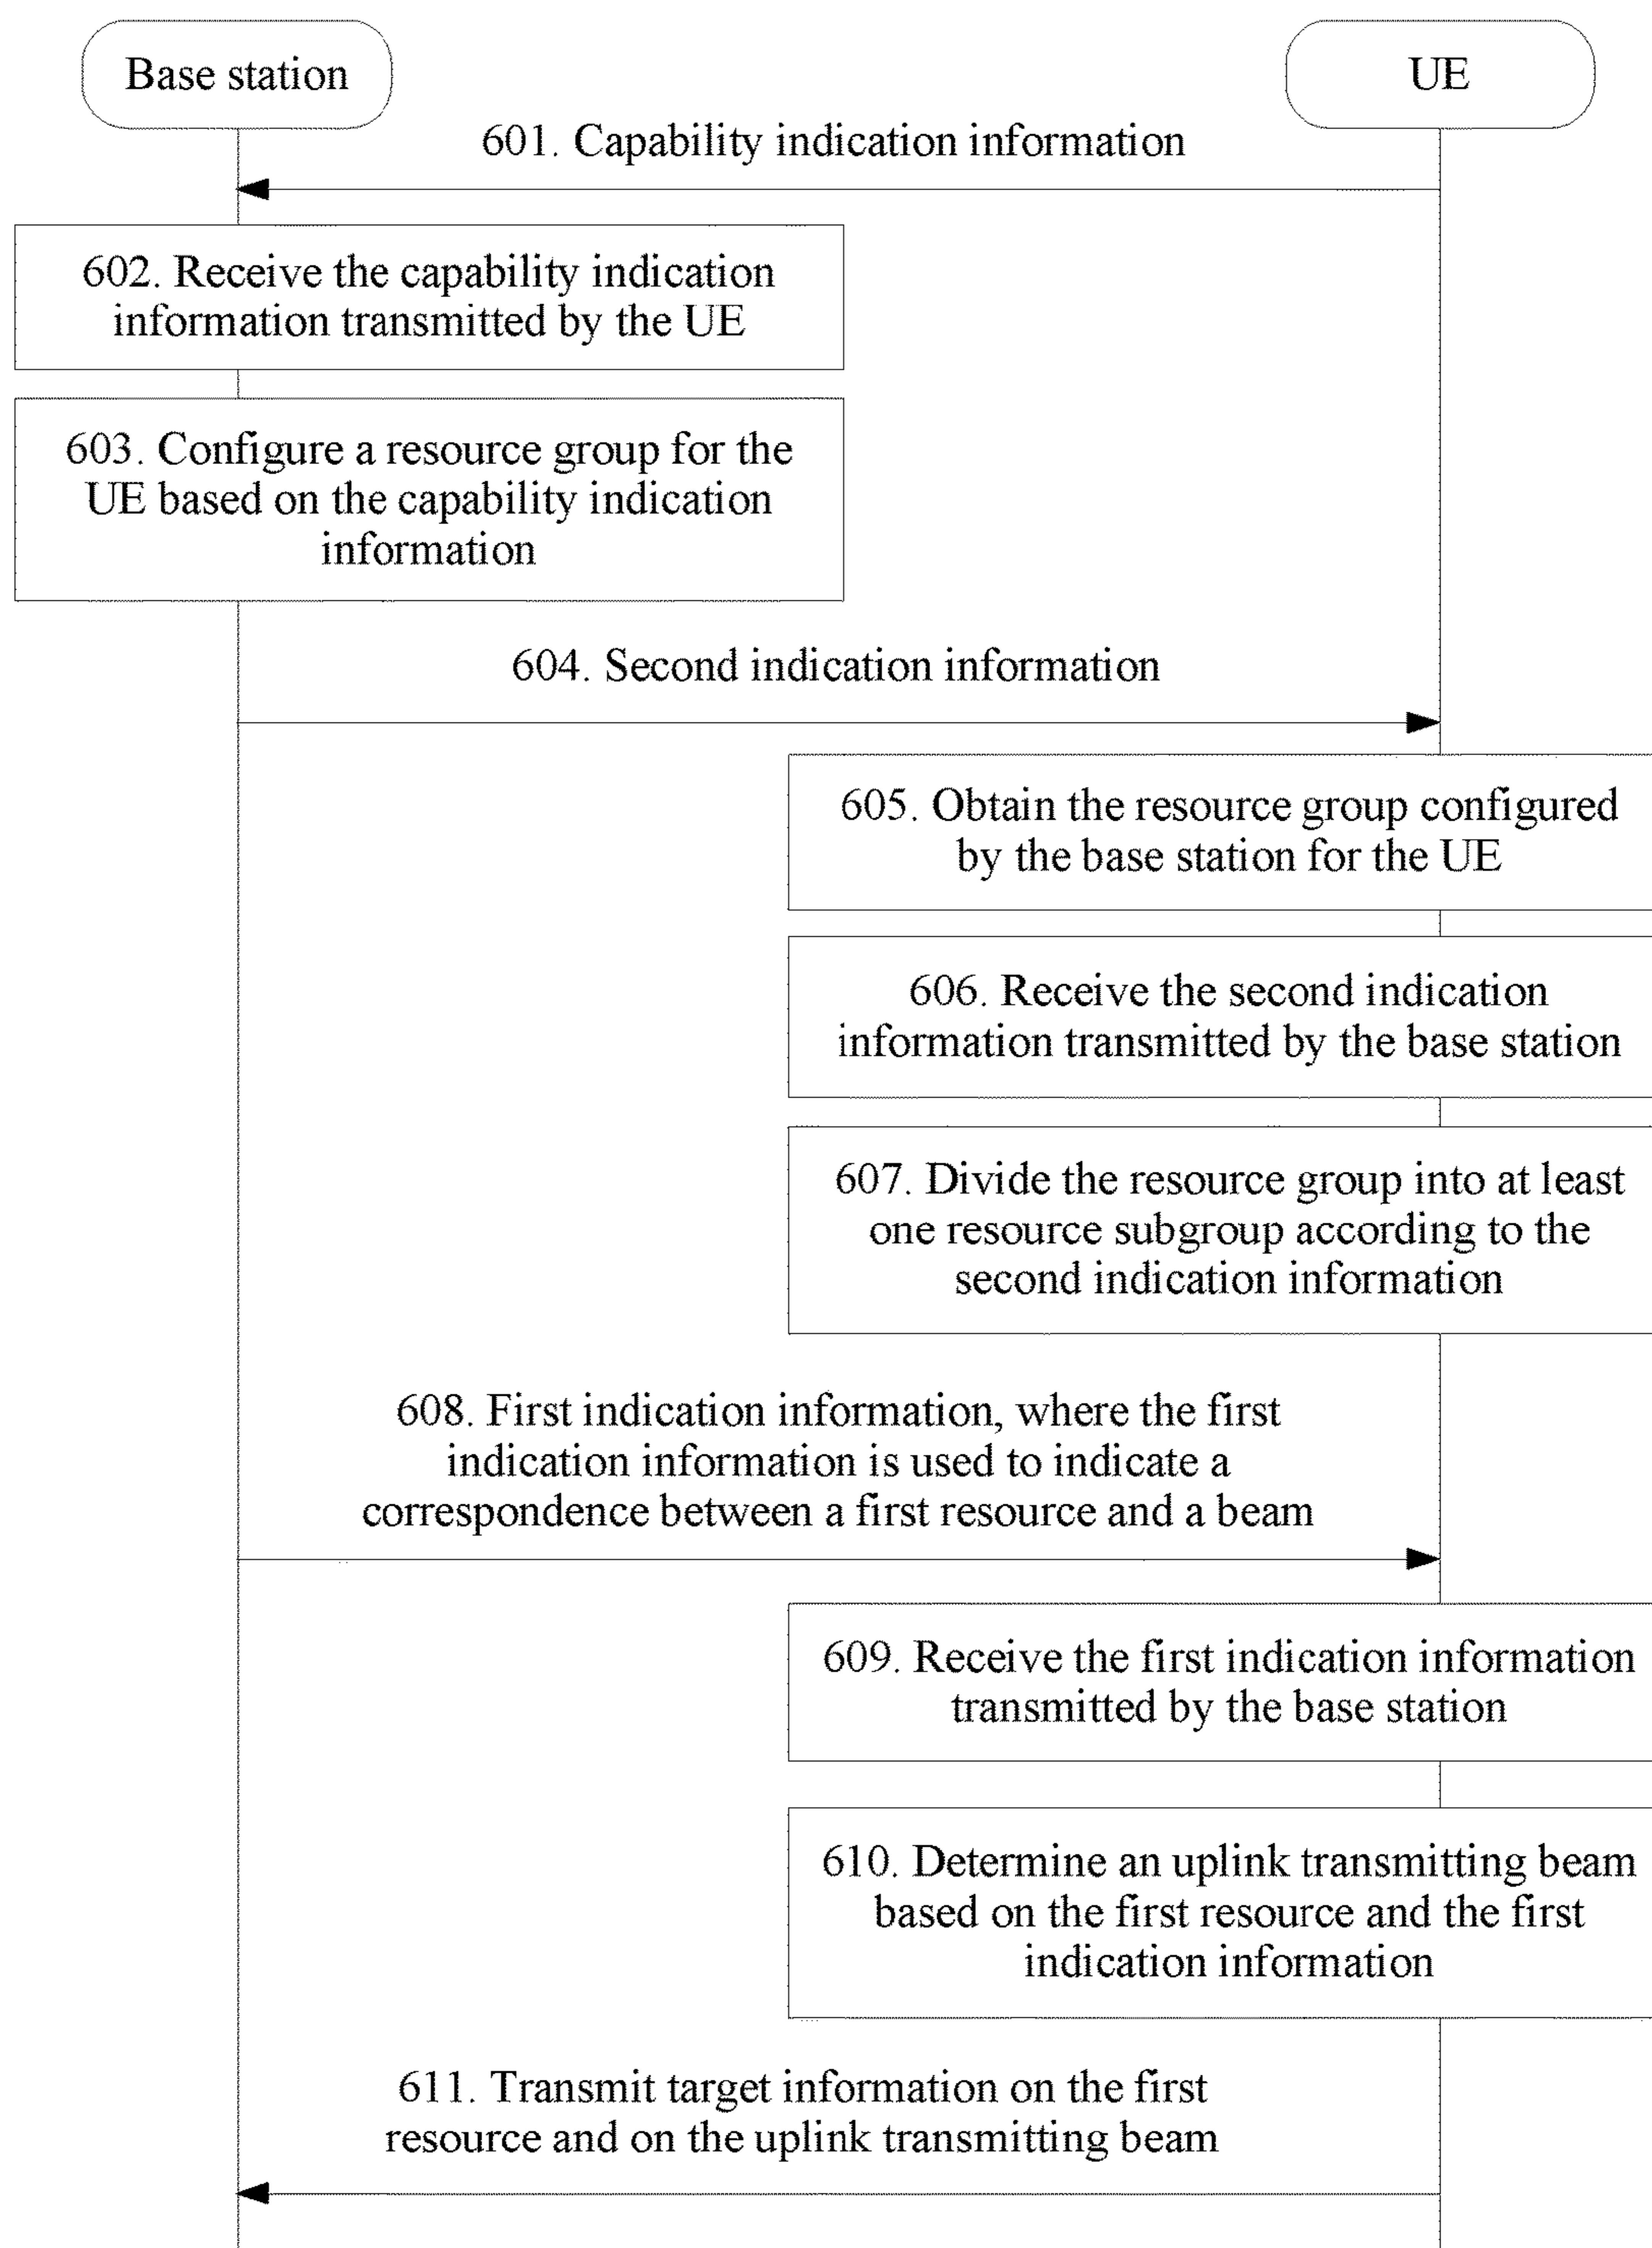 Base station
UE
601. Capability indication information
602. Receive the capability indication
information transmitted by the UE
603. Configure a resource group for the
UE based on the capability indication
information
604. Second indication information
605. Obtain the resource group configured
by the base station for the UE
606. Receive the second indication
information transmitted by the base station
607. Divide the resource group into at least
one resource subgroup according to the
second indication information
608. First indication information, where the first
indication information is used to indicate a
correspondence between a first resource and a beam
609. Receive the first indication information
transmitted by the base station
610. Determine an uplink transmitting beam
based on the first resource and the first
indication information
611. Transmit target information on the first
resource and on the uplink transmitting beam